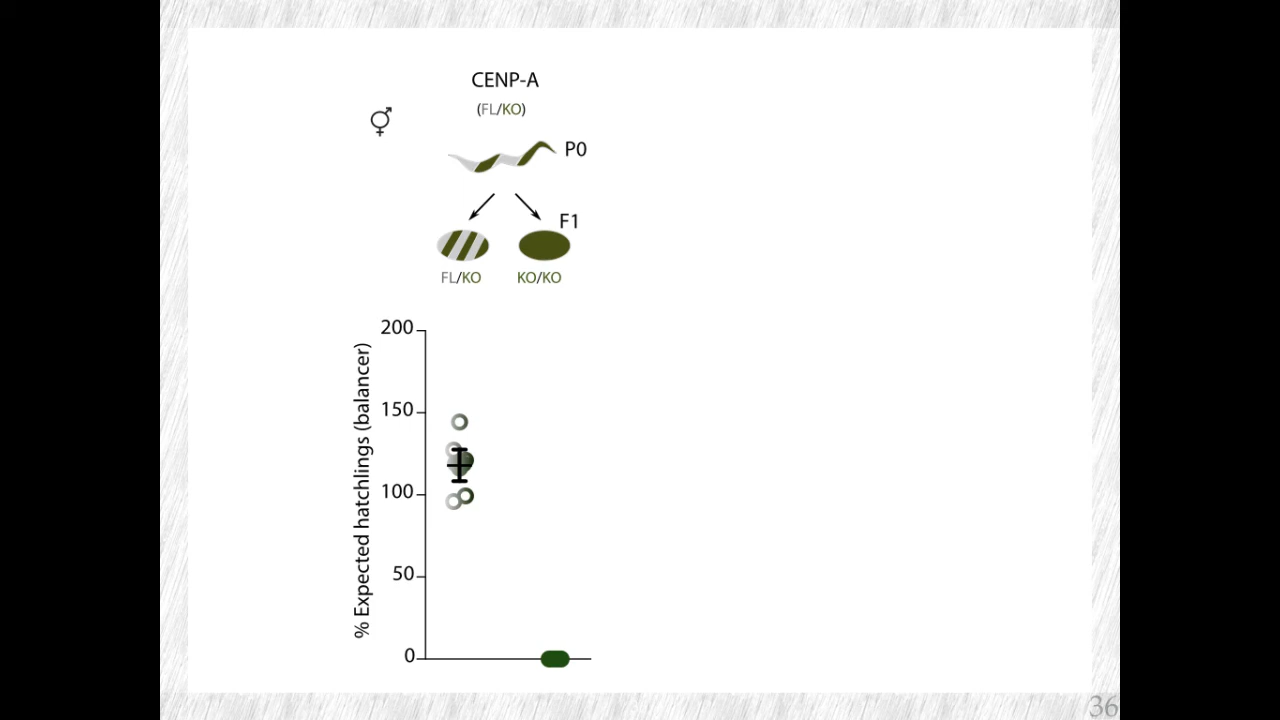 CENP-A
(FL/KO)
⚥
P0
F1
FL/KO KO/KO
200
150
100
50
0
% Expected hatchlings (balancer)
36